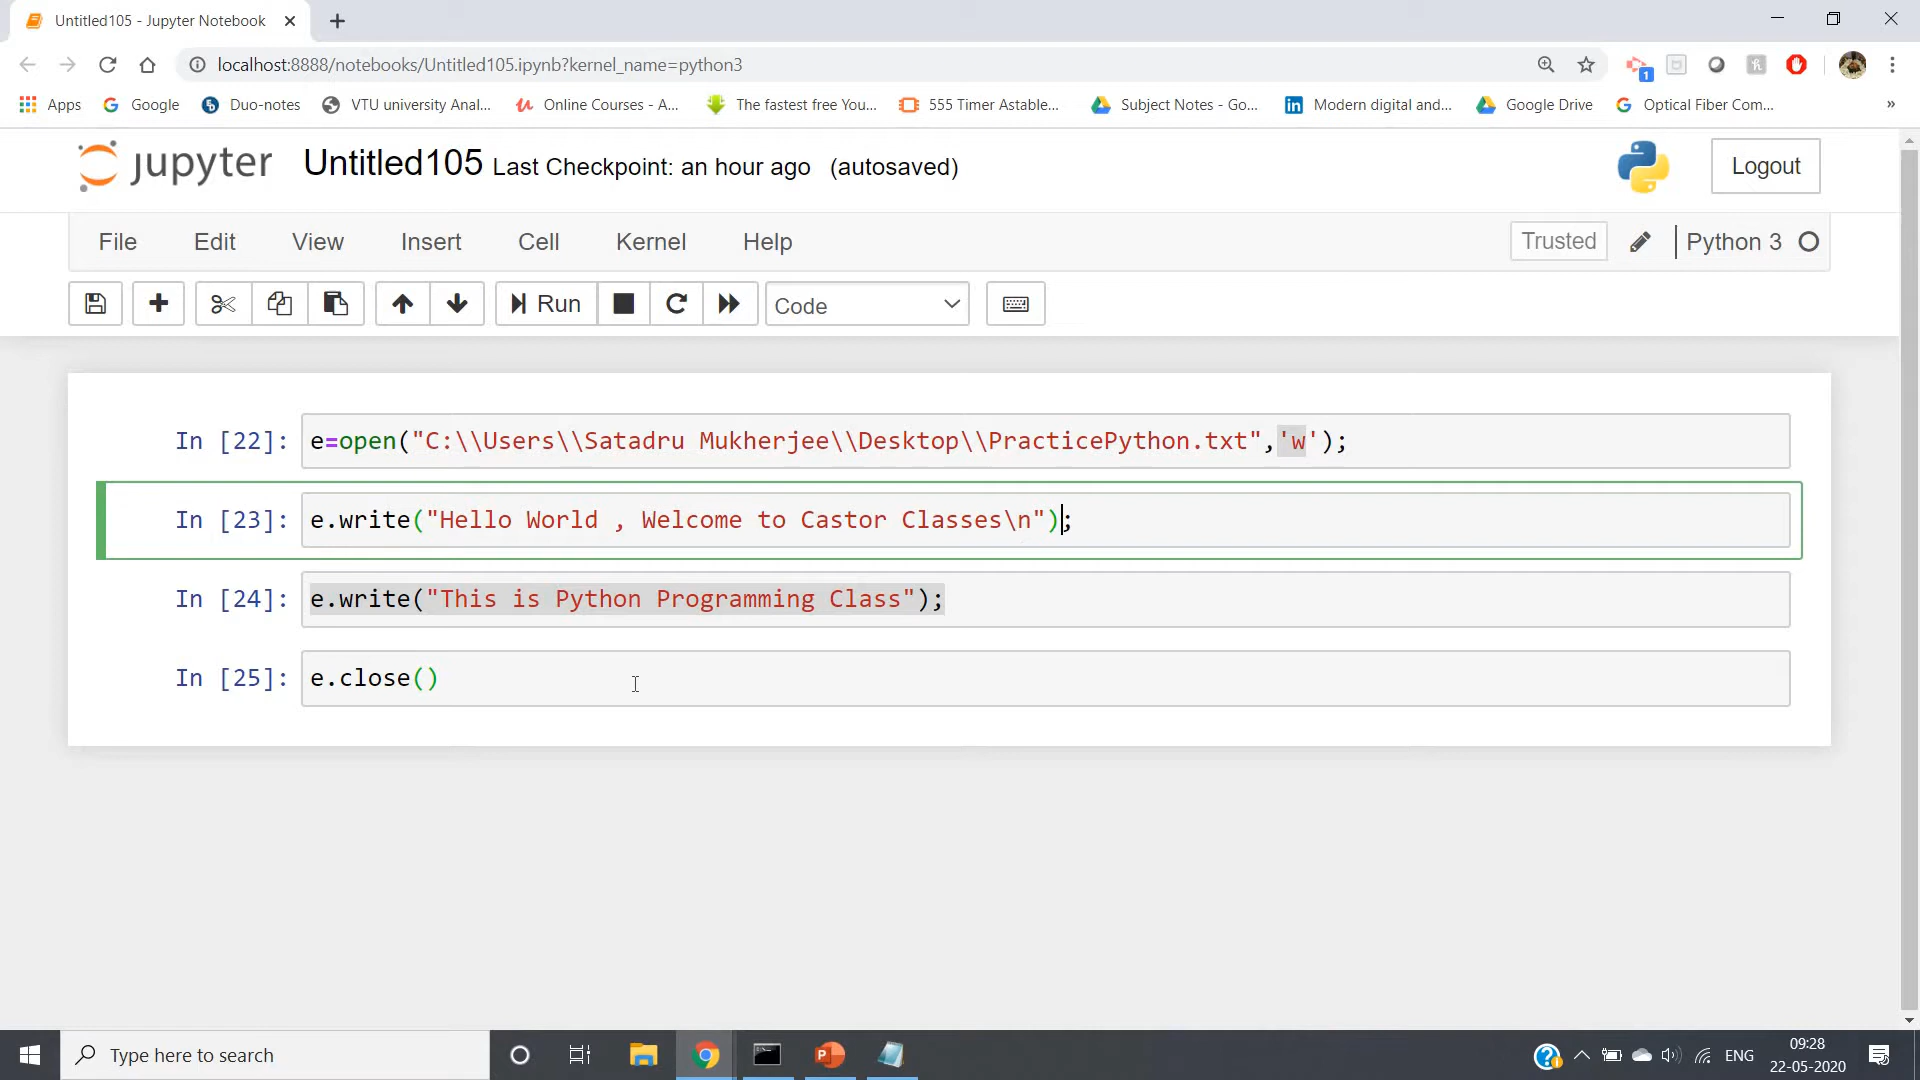 Untitled105 - Jupyter Notebook
localhost:8888/notebooks/Untitled105.ipynb?kernel_name=python3
1
Apps Google Duo-notes VTU university Anal... Online Courses - A... The fastest free You... 555 Timer Astable... Subject Notes - Go... Modern digital and... Google Drive Optical Fiber Com... »
jupyter Untitled105 Last Checkpoint: an hour ago (autosaved) Logout
File Edit View Insert Cell Kernel Help Trusted Python 3
Run Code
In [22]: e=open("C:\\Users\\Satadru Mukherjee\\Desktop\\PracticePython.txt",'w');
In [23]: e.write("Hello World , Welcome to Castor Classes\n");
In [24]: e.write("This is Python Programming Class");
In [25]: e.close()
Type here to search
ENG
09:28
22-05-2020